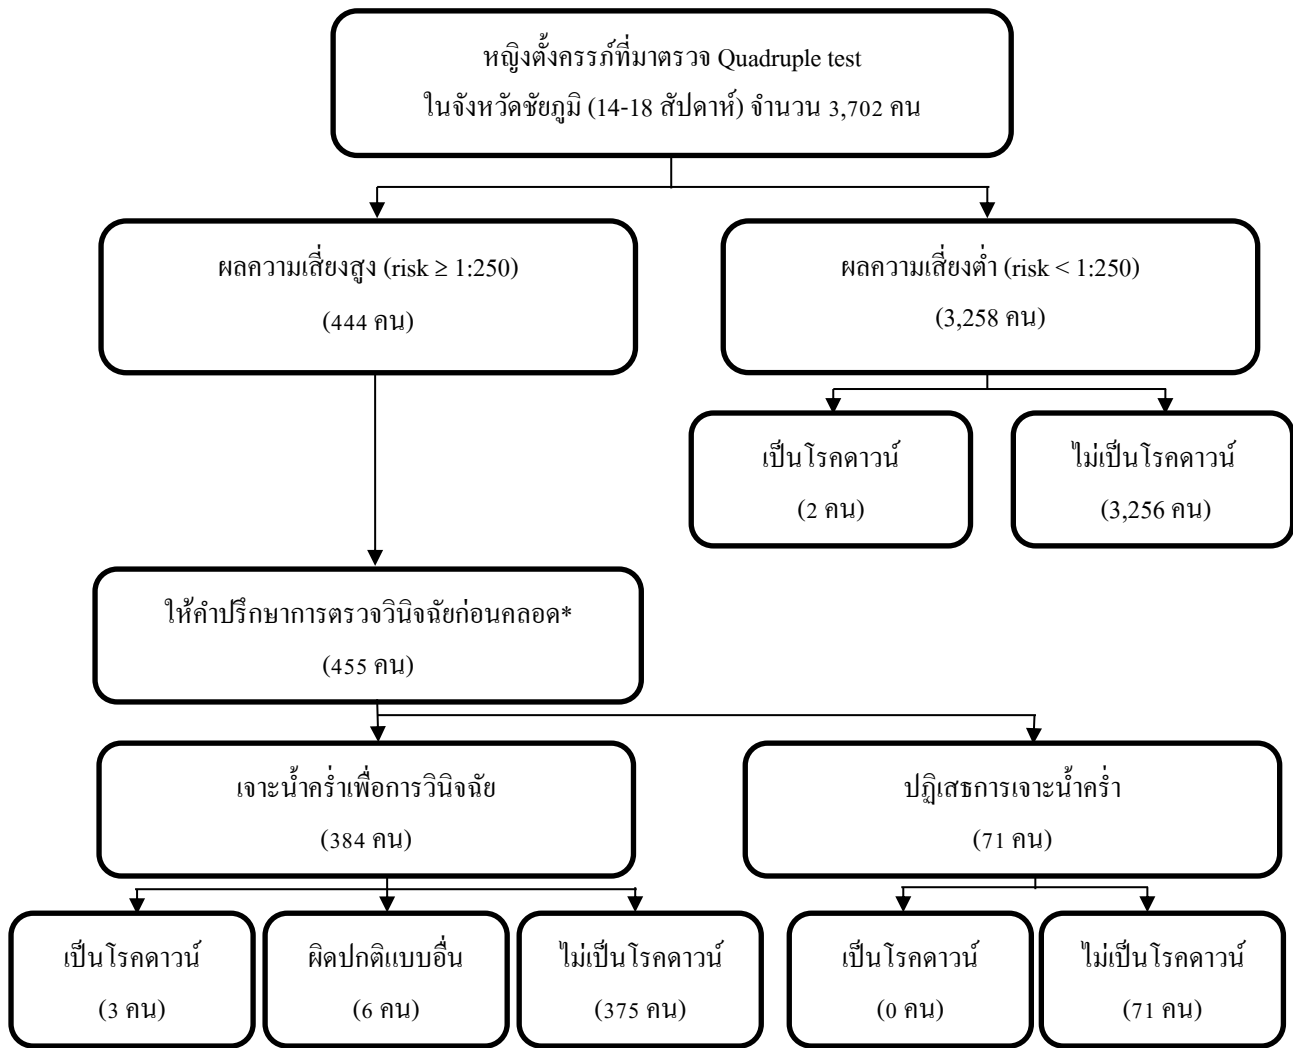 หญิงตั้งครรภ์ที่มาตรวจ Quadruple test
ในจังหวัดชัยภูมิ (14-18 สัปดาห์) จำนวน 3,702 คน
ผลความเสี่ยงสูง (risk ≥ 1:250)
(444 คน)
ผลความเสี่ยงต่ำ (risk < 1:250)
(3,258 คน)
เป็นโรคดาวน์
(2 คน)
ไม่เป็นโรคดาวน์
(3,256 คน)
ให้คำปรึกษาการตรวจวินิจฉัยก่อนคลอด*
(455 คน)
เจาะน้ำคร่ำเพื่อการวินิจฉัย
(384 คน)
ปฏิเสธการเจาะน้ำคร่ำ
(71 คน)
เป็นโรคดาวน์
(3 คน)
ผิดปกติแบบอื่น
(6 คน)
ไม่เป็นโรคดาวน์
(375 คน)
เป็นโรคดาวน์
(0 คน)
ไม่เป็นโรคดาวน์
(71 คน)